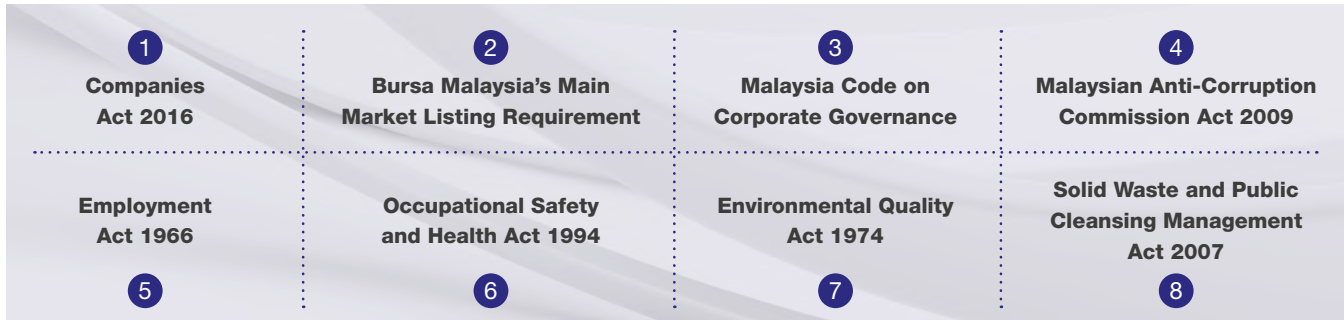 1
Companies
Act 2016
2
Bursa Malaysia's Main
Market Listing Requirement
3
Malaysia Code on
Corporate Governance
4
Malaysian Anti-Corruption
Commission Act 2009
Employment
Act 1966
5
Occupational Safety
and Health Act 1994
6
Environmental Quality
Act 1974
7
Solid Waste and Public
Cleansing Management
Act 2007
8